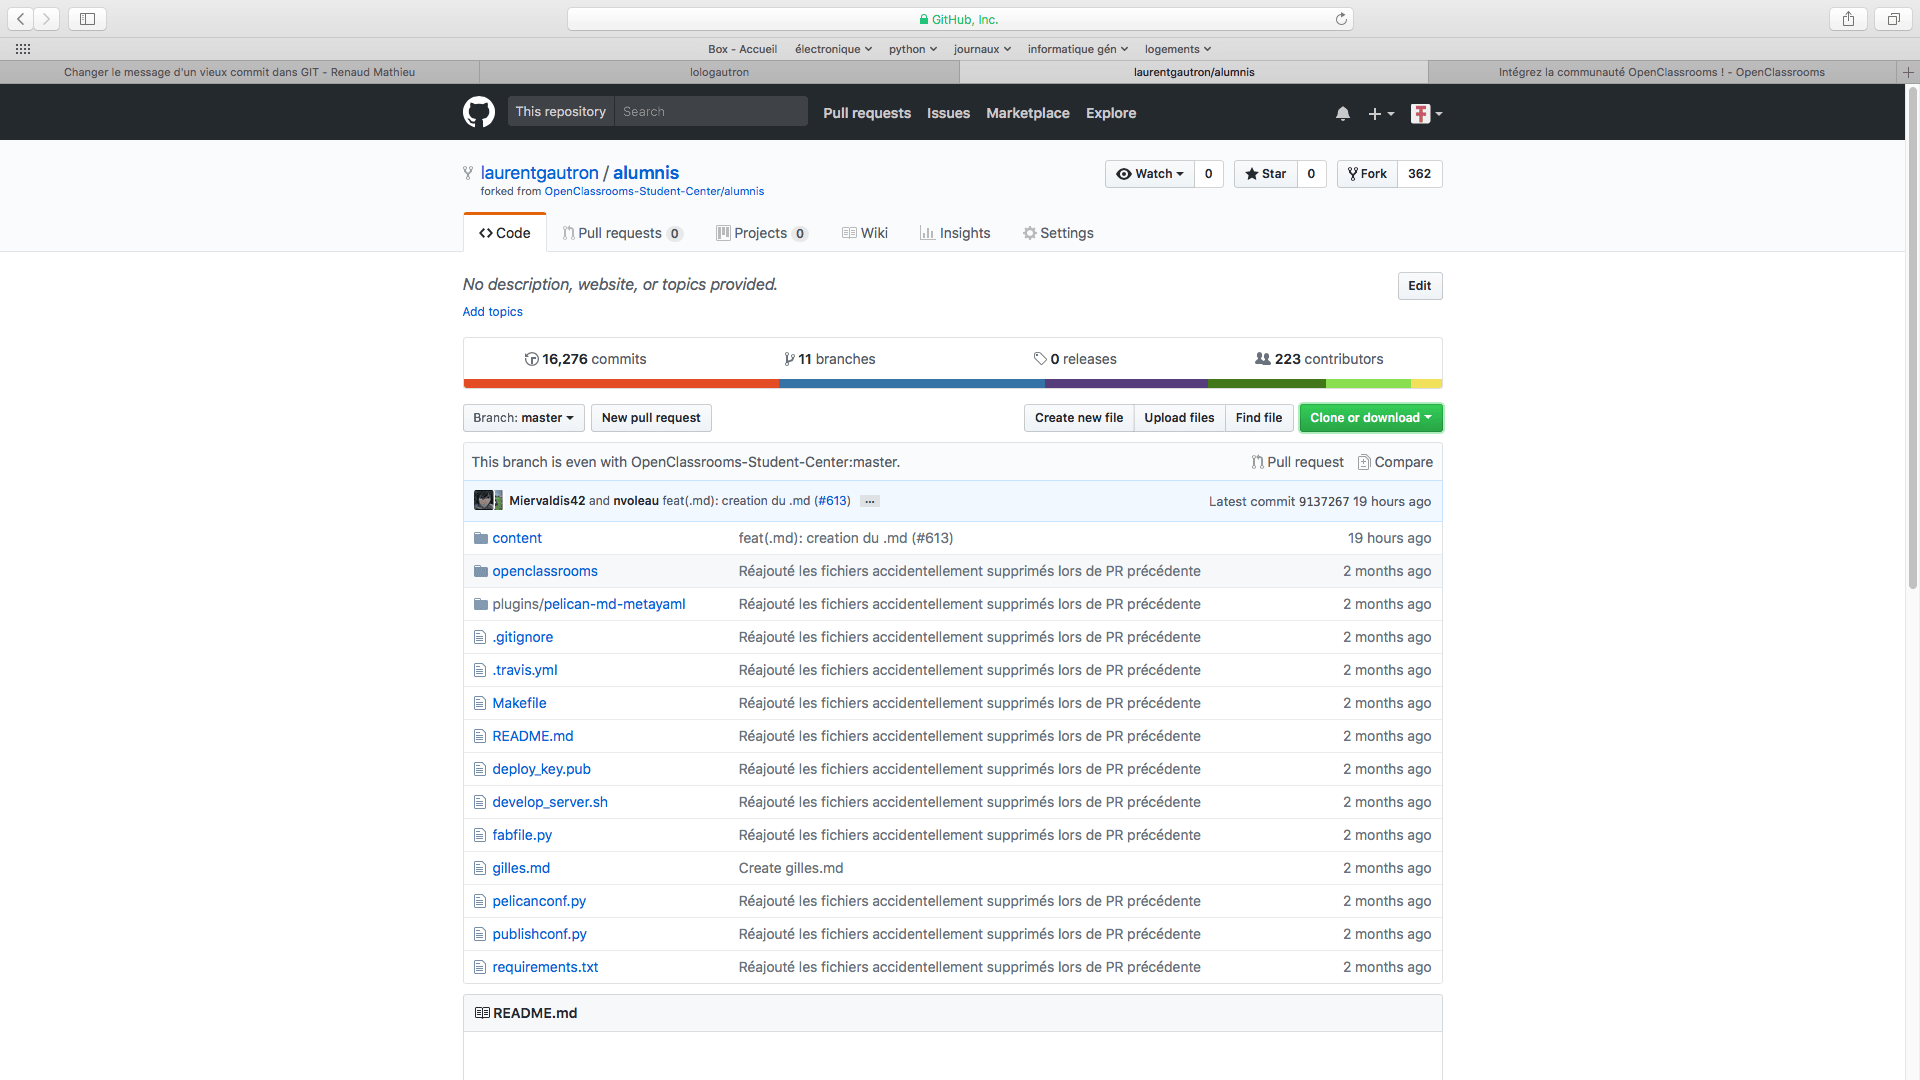 GitHub, Inc.
Box - Accueil électronique python journaux informatique gén logements
Changer le message d'un vieux commit dans GIT - Renaud Mathieu
lologautron
laurentgautron/alumnis
Intégrez la communauté OpenClassrooms ! - OpenClassrooms
This repository Search Pull requests Issues Marketplace Explore
laurentgautron / alumnis
forked from OpenClassrooms-Student-Center/alumnis
Watch 0 Star 0 Fork 362
Code Pull requests 0 Projects 0 Wiki Insights Settings
No description, website, or topics provided.
Edit
Add topics
16,276 commits 11 branches 0 releases 223 contributors
Branch: master New pull request Create new file Upload files Find file Clone or download
This branch is even with OpenClassrooms-Student-Center:master. Pull request Compare
Miervaldis42 and nvoleau feat(.md): creation du .md (#613) ... Latest commit 9137267 19 hours ago
content feat(.md): creation du .md (#613) 19 hours ago
openclassrooms Réajouté les fichiers accidentellement supprimés lors de PR précédente 2 months ago
plugins/pelican-md-metayaml Réajouté les fichiers accidentellement supprimés lors de PR précédente 2 months ago
.gitignore Réajouté les fichiers accidentellement supprimés lors de PR précédente 2 months ago
.travis.yml Réajouté les fichiers accidentellement supprimés lors de PR précédente 2 months ago
Makefile Réajouté les fichiers accidentellement supprimés lors de PR précédente 2 months ago
README.md Réajouté les fichiers accidentellement supprimés lors de PR précédente 2 months ago
deploy_key.pub Réajouté les fichiers accidentellement supprimés lors de PR précédente 2 months ago
develop_server.sh Réajouté les fichiers accidentellement supprimés lors de PR précédente 2 months ago
fabfile.py Réajouté les fichiers accidentellement supprimés lors de PR précédente 2 months ago
gilles.md Create gilles.md 2 months ago
pelicanconf.py Réajouté les fichiers accidentellement supprimés lors de PR précédente 2 months ago
publishconf.py Réajouté les fichiers accidentellement supprimés lors de PR précédente 2 months ago
requirements.txt Réajouté les fichiers accidentellement supprimés lors de PR précédente 2 months ago
README.md